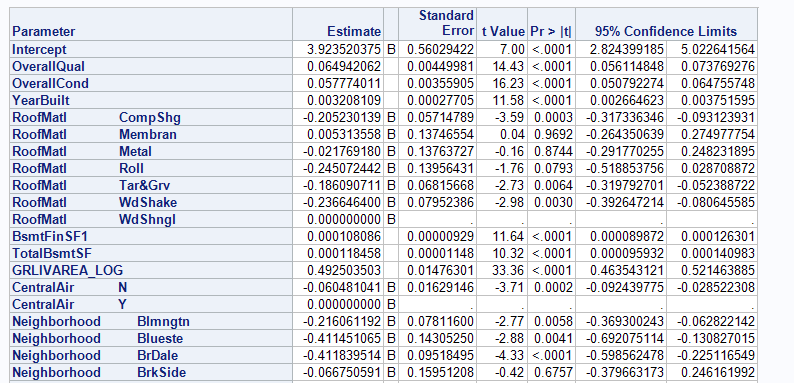 Parameter Estimate Standard Error t Value Pr > |t| 95% Confidence Limits
Intercept 3.923520375 B 0.56029422 7.00 <.0001 2.824399185 5.022641564
OverallQual 0.064942062 0.00449981 14.43 <.0001 0.056114848 0.073769276
OverallCond 0.057774011 0.00355905 16.23 <.0001 0.050792274 0.064755748
YearBuilt 0.003208109 0.00027705 11.58 <.0001 0.002664623 0.003751595
RoofMatl CompShg -0.205230139 B 0.05714789 -3.59 0.0003 -0.317336346 -0.093123931
RoofMatl Membran 0.005313558 B 0.13746554 0.04 0.9692 -0.264350639 0.274977754
RoofMatl Metal -0.021769180 B 0.13763727 -0.16 0.8744 -0.291770255 0.248231895
RoofMatl Roll -0.245072442 B 0.13956431 -1.76 0.0793 -0.518853756 0.028708872
RoofMatl Tar&Grv -0.186090711 B 0.06815668 -2.73 0.0064 -0.319792701 -0.052388722
RoofMatl WdShake -0.236646400 B 0.07952386 -2.98 0.0030 -0.392647214 -0.080645585
RoofMatl WdShngl 0.000000000 B . . . . .
BsmtFinSF1 0.000108086 0.00000929 11.64 <.0001 0.000089872 0.000126301
TotalBsmtSF 0.000118458 0.00001148 10.32 <.0001 0.000095932 0.000140983
GRLIVAREA_LOG 0.492503503 0.01476301 33.36 <.0001 0.463543121 0.521463885
CentralAir N -0.060481041 B 0.01629146 -3.71 0.0002 -0.092439775 -0.028522308
CentralAir Y 0.000000000 B . . . . .
Neighborhood Blmngtn -0.216061192 B 0.07811600 -2.77 0.0058 -0.369300243 -0.062822142
Neighborhood Blueste -0.411451065 B 0.14305250 -2.88 0.0041 -0.692075114 -0.130827015
Neighborhood BrDale -0.411839514 B 0.09518495 -4.33 <.0001 -0.598562478 -0.225116549
Neighborhood BrkSide -0.066750591 B 0.15951208 -0.42 0.6757 -0.379663173 0.246161992